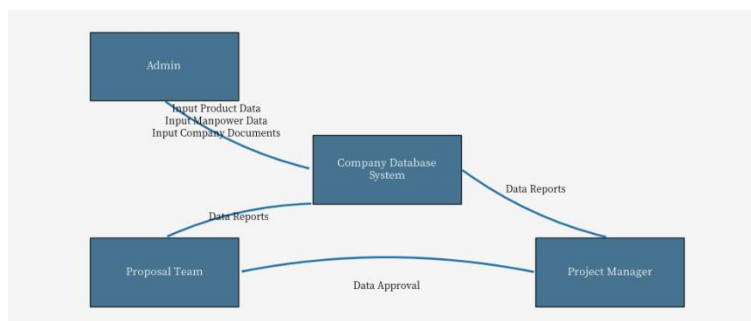 Admin
Input Product Data
Input Manpower Data
Input Company Documents
Company Database
System
Data Reports
Data Reports
Proposal Team
Project Manager
Data Approval